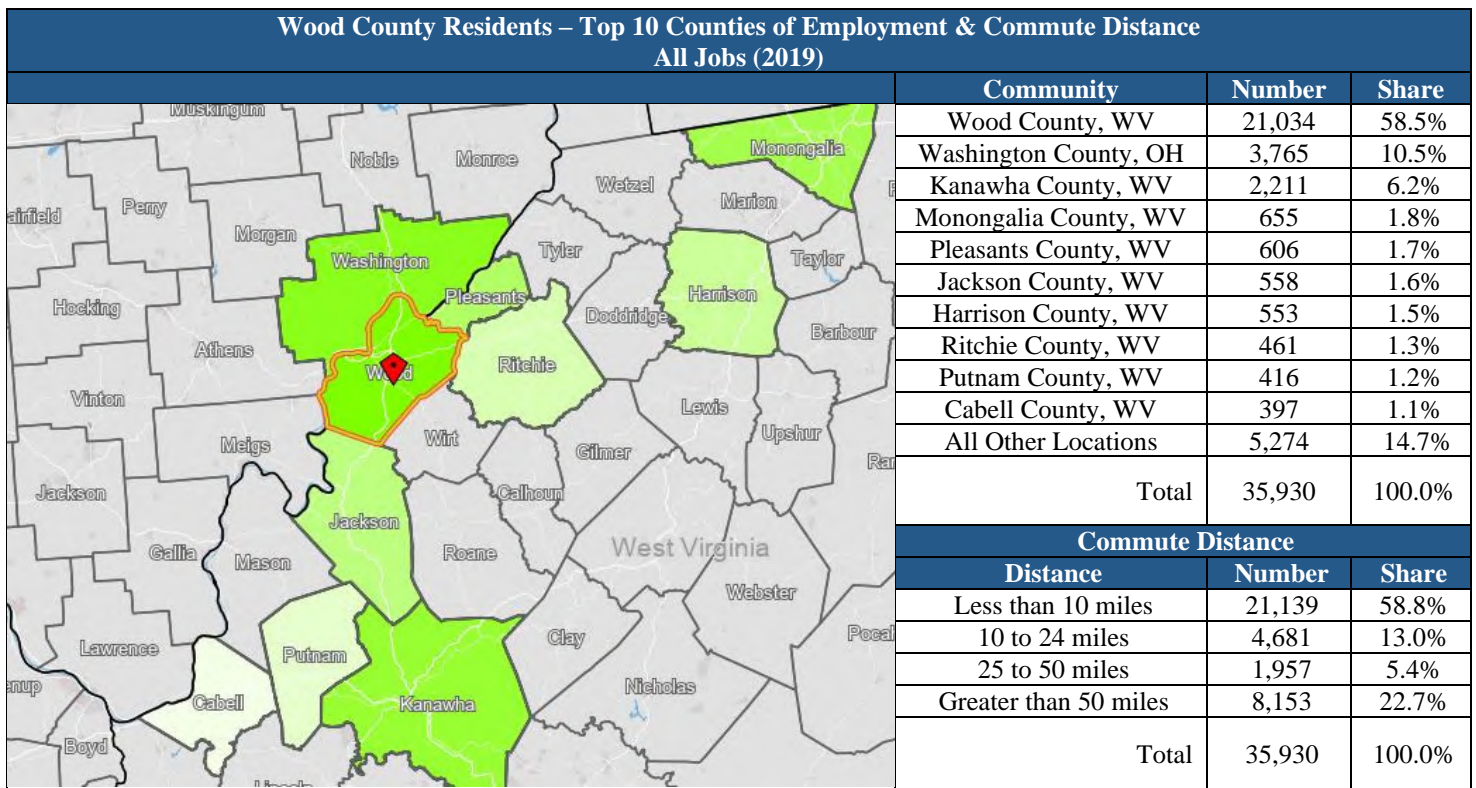 Wood County Residents – Top 10 Counties of Employment & Commute Distance
All Jobs (2019)
Community Number Share
Wood County, WV 21,034 58.5%
Washington County, OH 3,765 10.5%
Kanawha County, WV 2,211 6.2%
Monongalia County, WV 655 1.8%
Pleasants County, WV 606 1.7%
Jackson County, WV 558 1.6%
Harrison County, WV 553 1.5%
Ritchie County, WV 461 1.3%
Putnam County, WV 416 1.2%
Cabell County, WV 397 1.1%
All Other Locations 5,274 14.7%
Total 35,930 100.0%
Commute Distance
Distance Number Share
Less than 10 miles 21,139 58.8%
10 to 24 miles 4,681 13.0%
25 to 50 miles 1,957 5.4%
Greater than 50 miles 8,153 22.7%
Total 35,930 100.0%
Muskingum
Noble
Monroe
Monongalia
Wetzel
Marion
Perry
Morgan
Washington
Tyler
Taylor
Hocking
Pleasants
Harrison
Doddridge
Barbour
Athens
Wood
Ritchie
Vinton
Lewis
Meigs
Wirt
Gilmer
Upshur
Jackson
Calhoun
Jackson
Gallia
Mason
Roane
West Virginia
Webster
Lawrence
Putnam
Clay
Cabell
Kanawha
Nicholas
Boyd